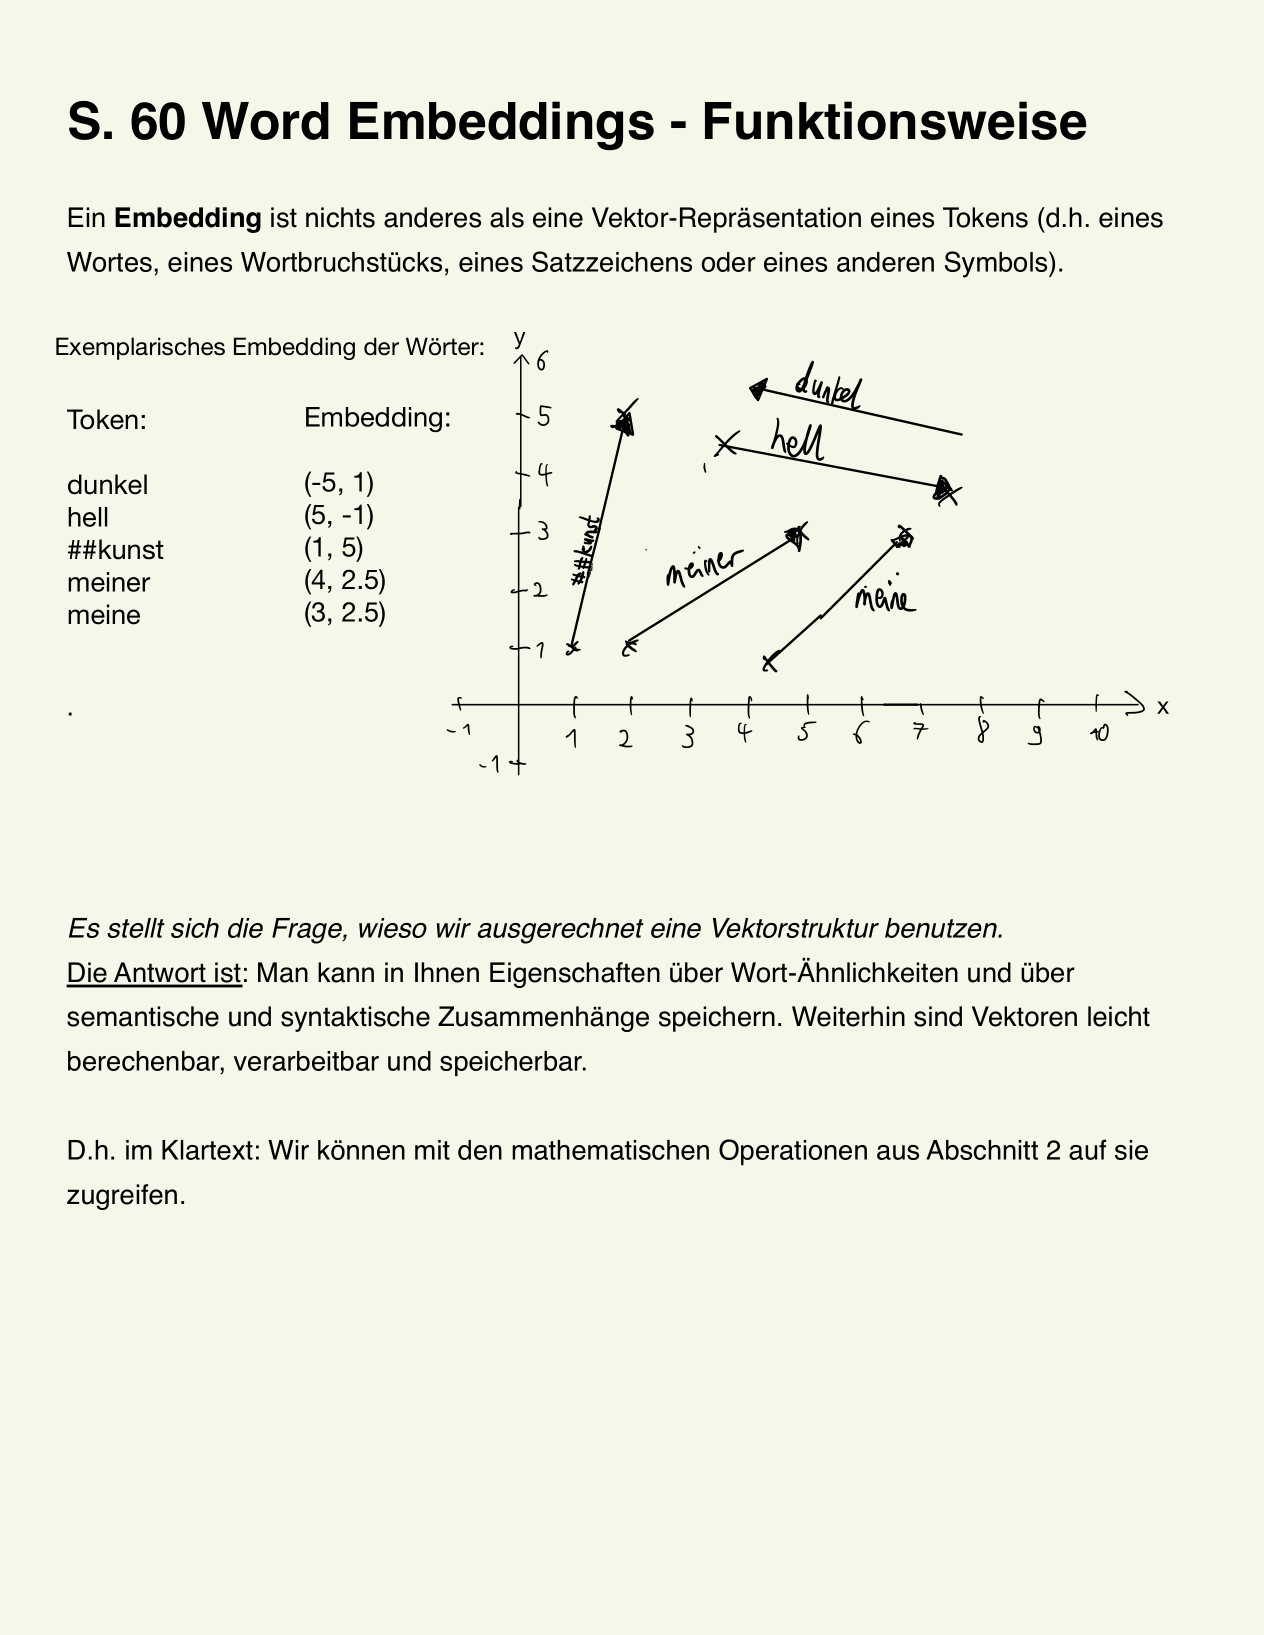 S. 60 Word Embeddings - Funktionsweise
Ein Embedding ist nichts anderes als eine Vektor-Repräsentation eines Tokens (d.h. eines
Wortes, eines Wortbruchstücks, eines Satzzeichens oder eines anderen Symbols).
Exemplarisches Embedding der Wörter:
Token: Embedding:
dunkel (-5, 1)
hell (5, -1)
##kunst (1, 5)
meiner (4, 2.5)
meine (3, 2.5)
.
y
6
5
4
3
2
1
-1
-1 1 2 3 4 5 6 7 8 9 10
x
dunkel
hell
##kunst
meiner
meine
Es stellt sich die Frage, wieso wir ausgerechnet eine Vektorstruktur benutzen.
Die Antwort ist: Man kann in Ihnen Eigenschaften über Wort-Ähnlichkeiten und über
semantische und syntaktische Zusammenhänge speichern. Weiterhin sind Vektoren leicht
berechenbar, verarbeitbar und speicherbar.
D.h. im Klartext: Wir können mit den mathematischen Operationen aus Abschnitt 2 auf sie
zugreifen.